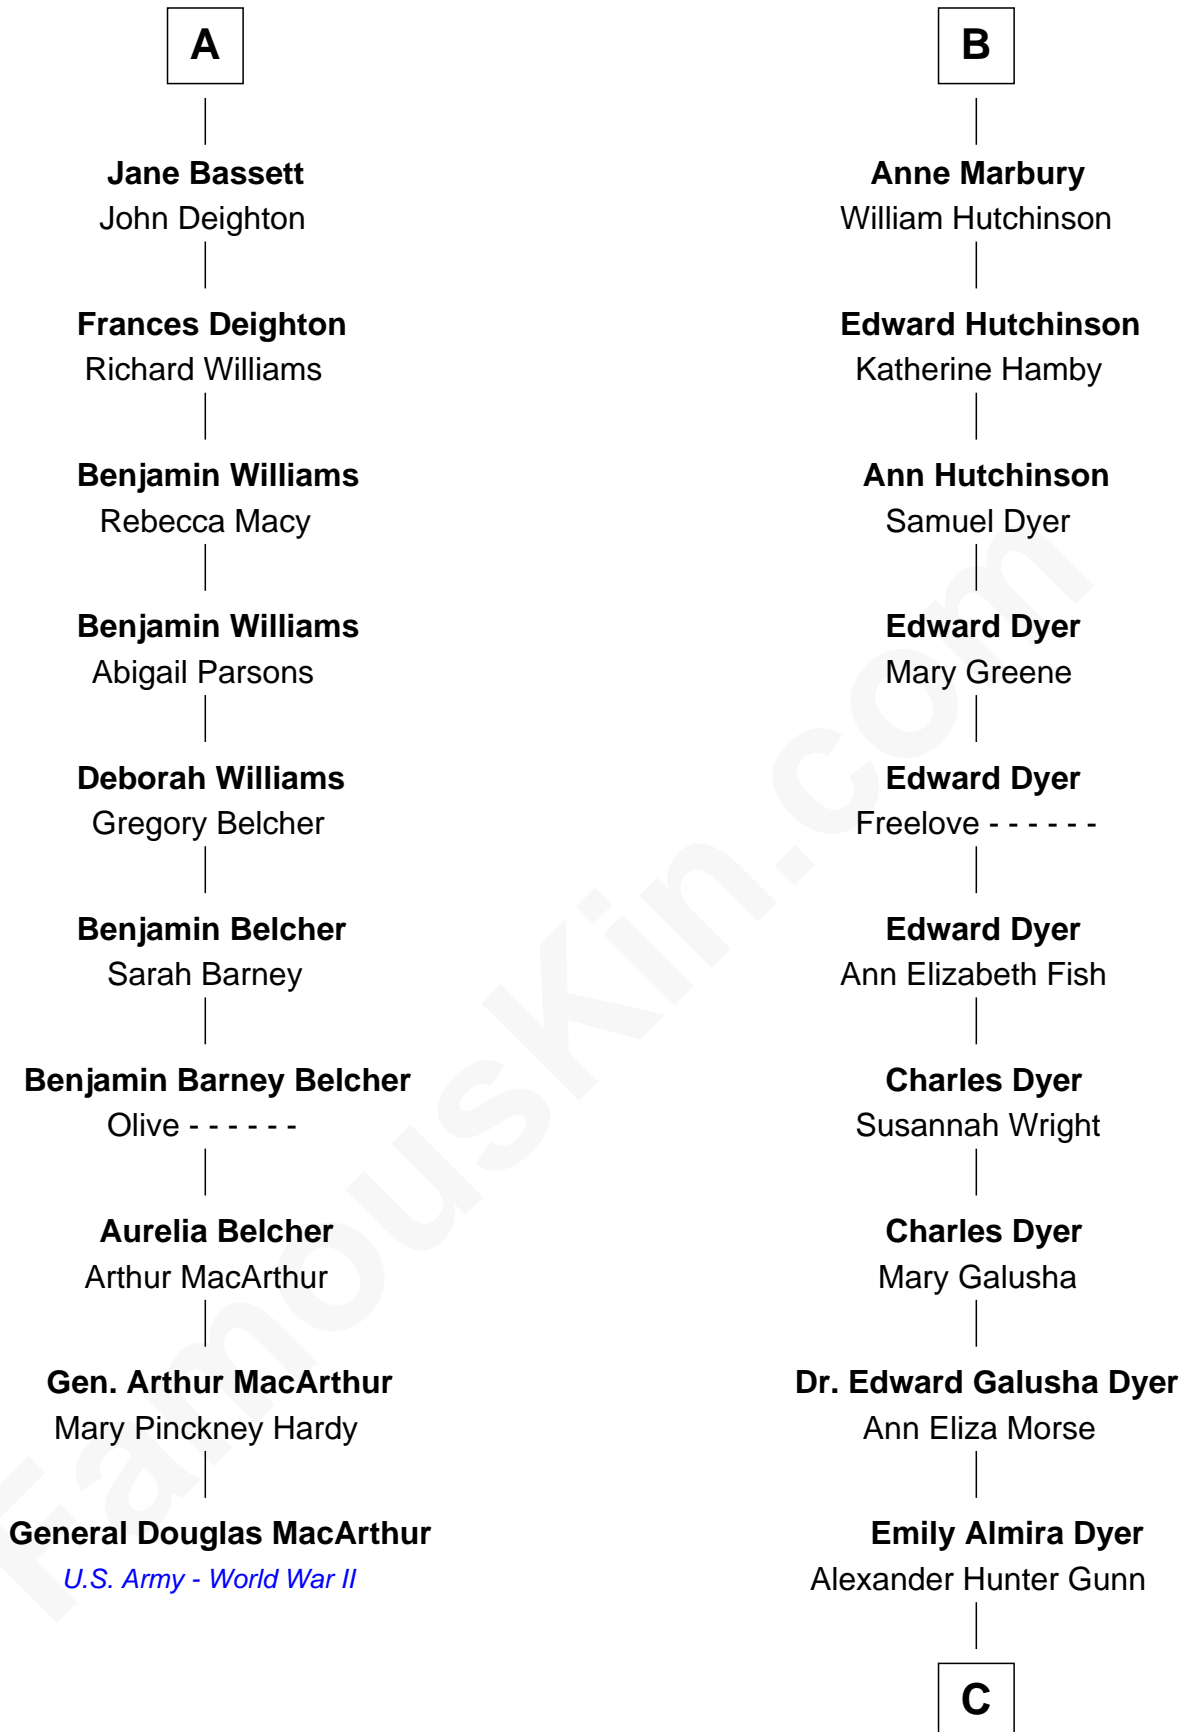 A
Jane Bassett
John Deighton
Frances Deighton
Richard Williams
Benjamin Williams
Rebecca Macy
Benjamin Williams
Abigail Parsons
Deborah Williams
Gregory Belcher
Benjamin Belcher
Sarah Barney
Benjamin Barney Belcher
Olive - - - - - -
Aurelia Belcher
Arthur MacArthur
Gen. Arthur MacArthur
Mary Pinckney Hardy
General Douglas MacArthur
U.S. Army - World War II
B
Anne Marbury
William Hutchinson
Edward Hutchinson
Katherine Hamby
Ann Hutchinson
Samuel Dyer
Edward Dyer
Mary Greene
Edward Dyer
Freelove - - - - - -
Edward Dyer
Ann Elizabeth Fish
Charles Dyer
Susannah Wright
Charles Dyer
Mary Galusha
Dr. Edward Galusha Dyer
Ann Eliza Morse
Emily Almira Dyer
Alexander Hunter Gunn
C
FamousKin.com